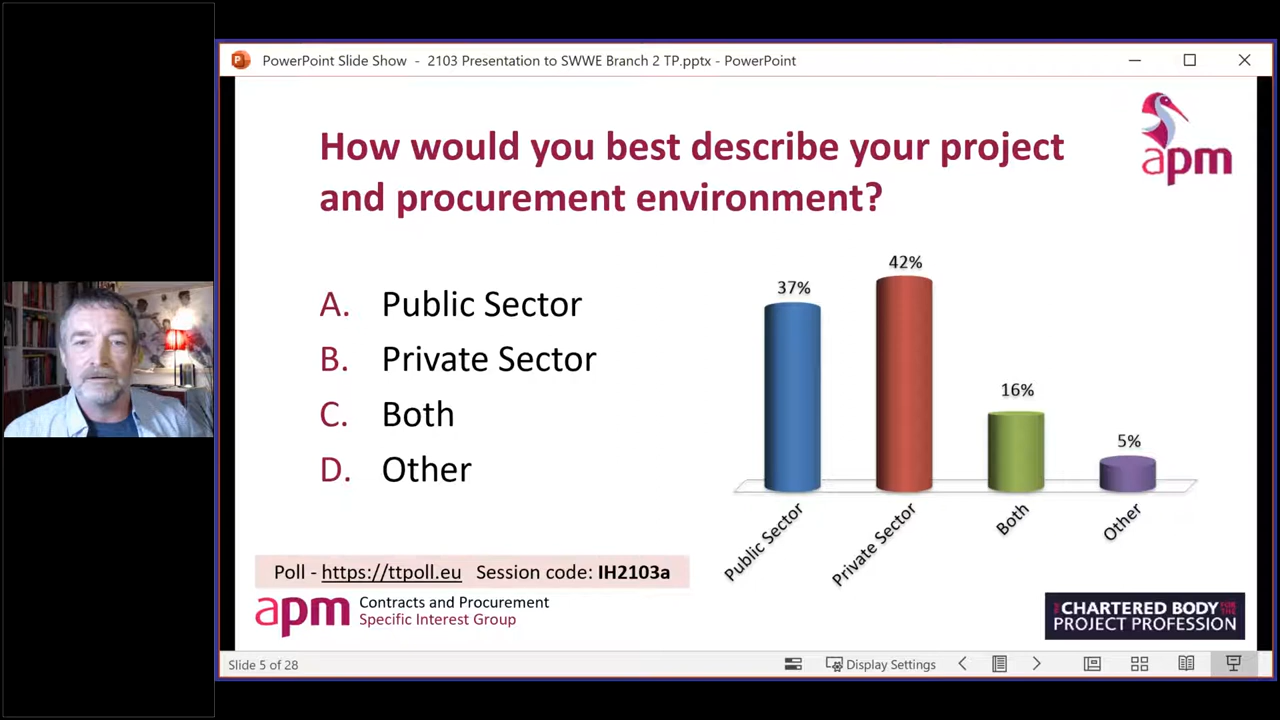 PowerPoint Slide Show - 2103 Presentation to SWWE Branch 2 TP.pptx - PowerPoint
How would you best describe your project
and procurement environment?
apm
A. Public Sector
B. Private Sector
C. Both
D. Other
37%
42%
16%
5%
Public Sector
Private Sector
Both
Other
Poll - https://ttpoll.eu Session code: IH2103a
apm
Contracts and Procurement
Specific Interest Group
CHARTERED BODY FOR THE
PROJECT PROFESSION
Slide 5 of 28
Display Settings